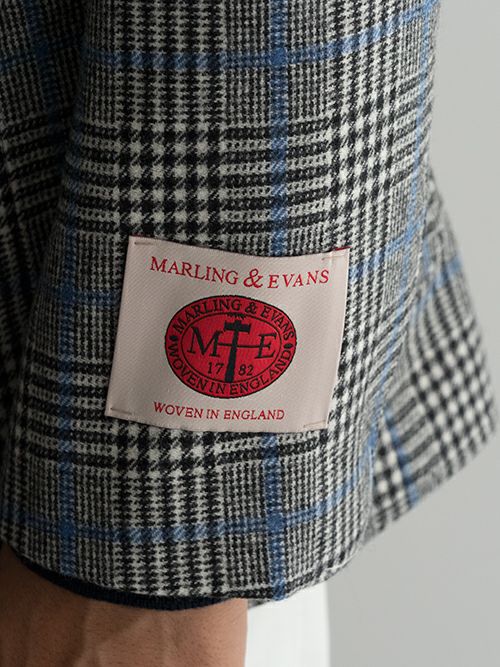 MARLING & EVANS
MARLING & EVANS
M E
17 82
WOVEN IN ENGLAND
WOVEN IN ENGLAND